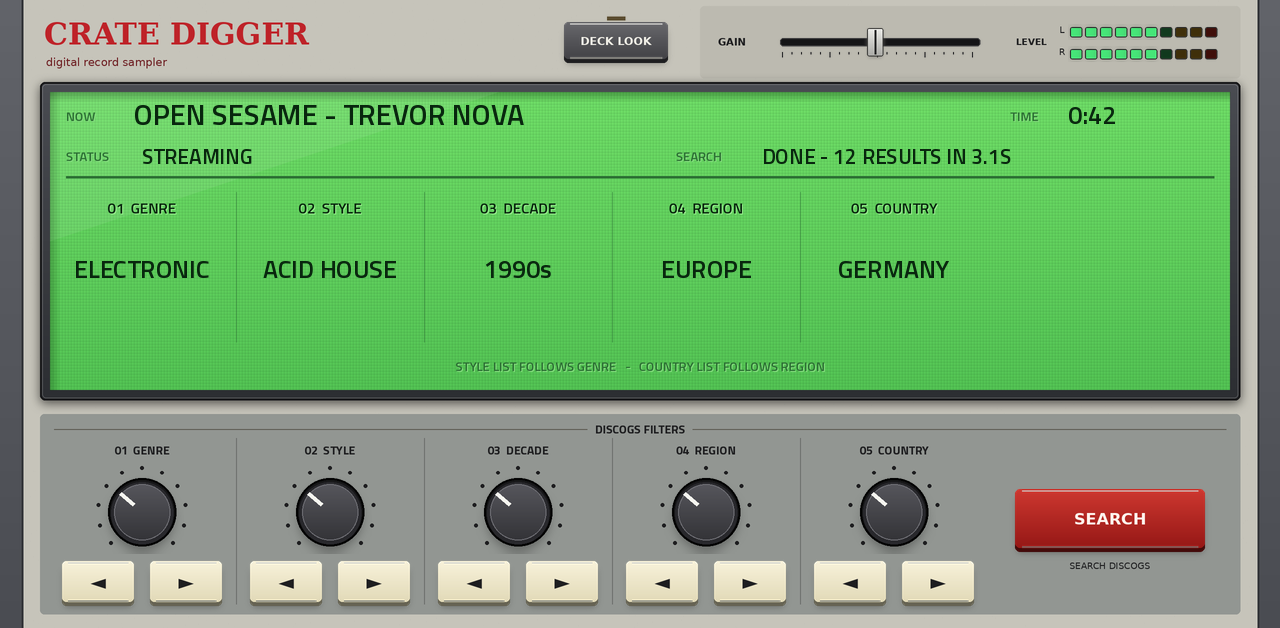 CRATE DIGGER
digital record sampler
DECK LOOK
GAIN
LEVEL
L
R
NOW OPEN SESAME - TREVOR NOVA TIME 0:42
STATUS STREAMING SEARCH DONE - 12 RESULTS IN 3.1S
01 GENRE 02 STYLE 03 DECADE 04 REGION 05 COUNTRY
ELECTRONIC ACID HOUSE 1990s EUROPE GERMANY
STYLE LIST FOLLOWS GENRE - COUNTRY LIST FOLLOWS REGION
DISCOGS FILTERS
01 GENRE 02 STYLE 03 DECADE 04 REGION 05 COUNTRY
SEARCH
SEARCH DISCOGS